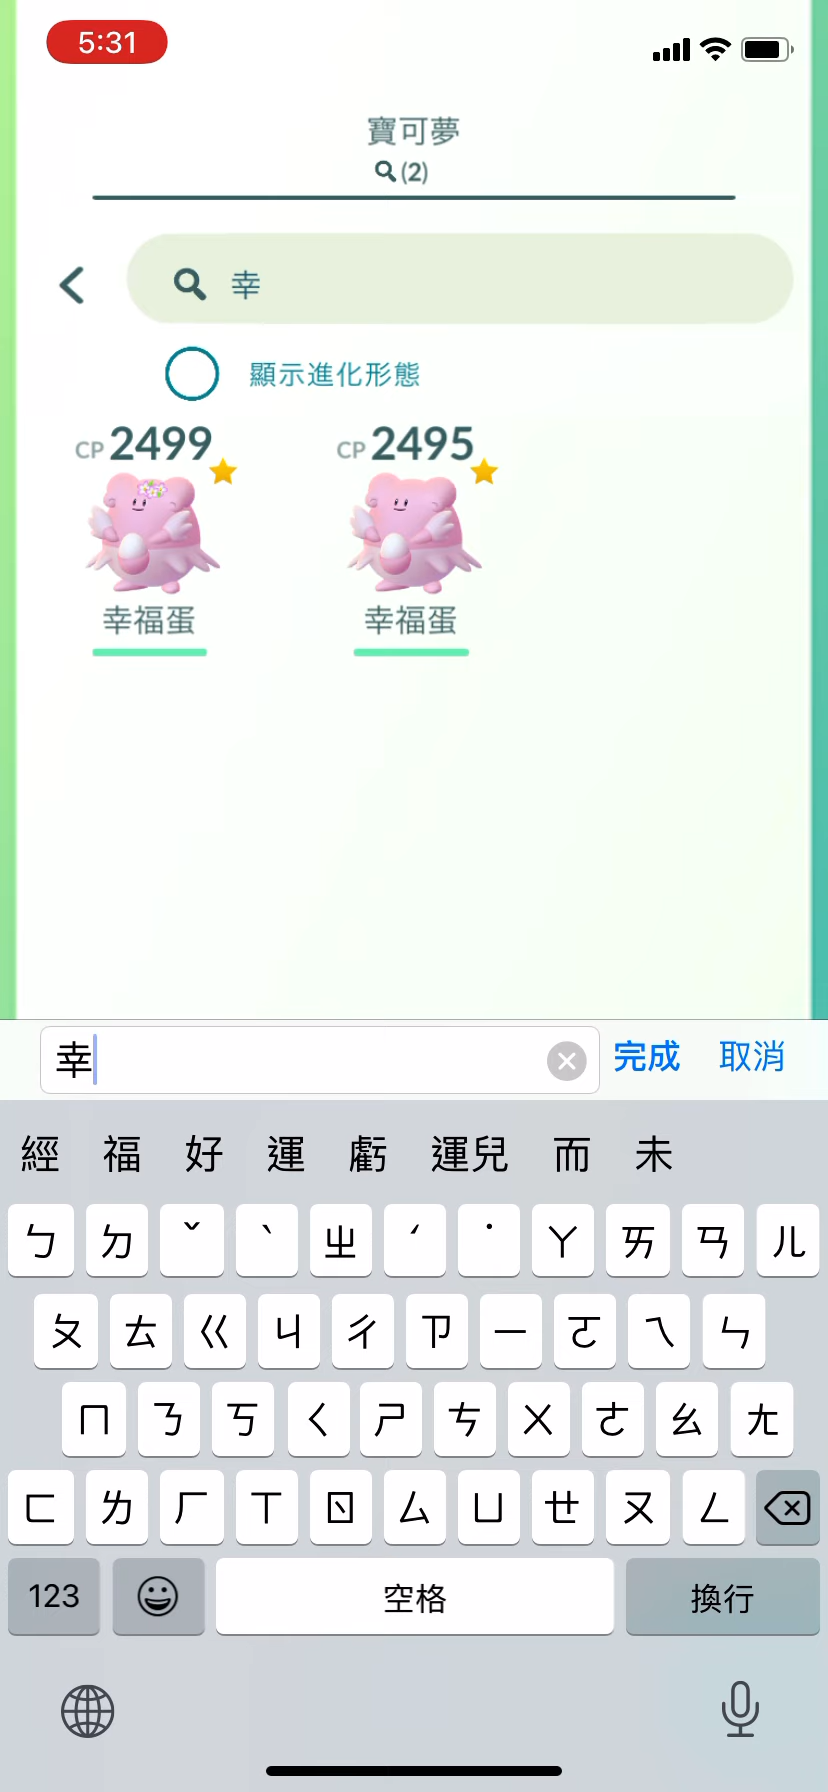 5:31
寶可夢
(2)
幸
顯示進化形態
CP 2499 CP 2495
幸福蛋 幸福蛋
幸 完成 取消
經 福 好 運 虧 運兒 而 未
ㄅ ㄉ ˇ ˋ ㄓ ˊ ˙ ㄚ ㄞ ㄢ ㄦ
ㄆ ㄊ ㄍ ㄐ ㄔ ㄗ ㄧ ㄛ ㄟ ㄣ
ㄇ ㄋ ㄎ ㄑ ㄕ ㄘ ㄨ ㄜ ㄠ ㄤ
ㄈ ㄌ ㄏ ㄒ ㄖ ㄙ ㄩ ㄝ ㄡ ㄥ
123 空格 換行